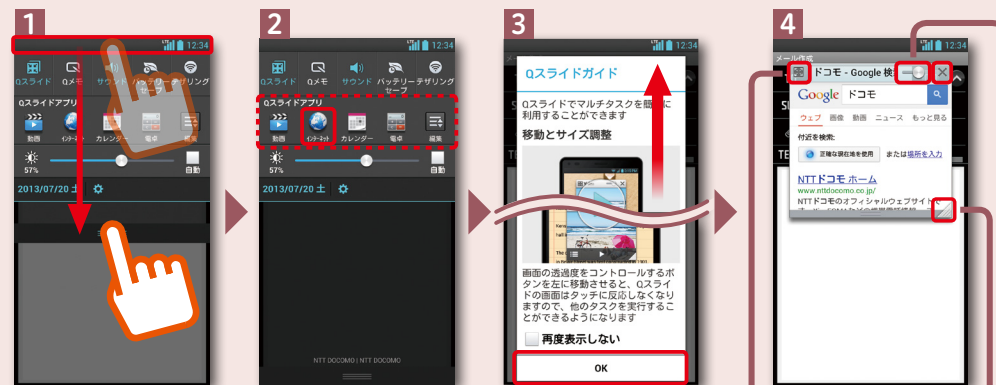 1
12:34
Qスライド
Qメモ
サウンド
バッテリーセーブ
テザリング
Qスライドアプリ
動画
インターネット
カレンダー
電卓
編集
57%
自動
2013/07/20 土
2
12:34
Qスライド
Qメモ
サウンド
バッテリーセーブ
テザリング
Qスライドアプリ
動画
インターネット
カレンダー
電卓
編集
57%
自動
2013/07/20 土
NTT DOCOMO | NTT DOCOMO
3
12:34
Qスライドガイド
Qスライドでマルチタスクを簡
利用することができます
移動とサイズ調整
画面の透過度をコントロールするボ
タンを左に移動させると、Qスライ
ドの画面はタッチに反応しなくなり
ますので、他のタスクを実行するこ
とができるようになります
再度表示しない
OK
4
12:34
メール作成
ドコモ - Google 検
Google
ドコモ
ウェブ 画像 動画 ニュース もっと見る
付近を検索:
正確な現在地を使用 または場所を入力
NTTドコモ ホーム
www.nttdocomo.co.jp/
NTTドコモのオフィシャルウェブサイト